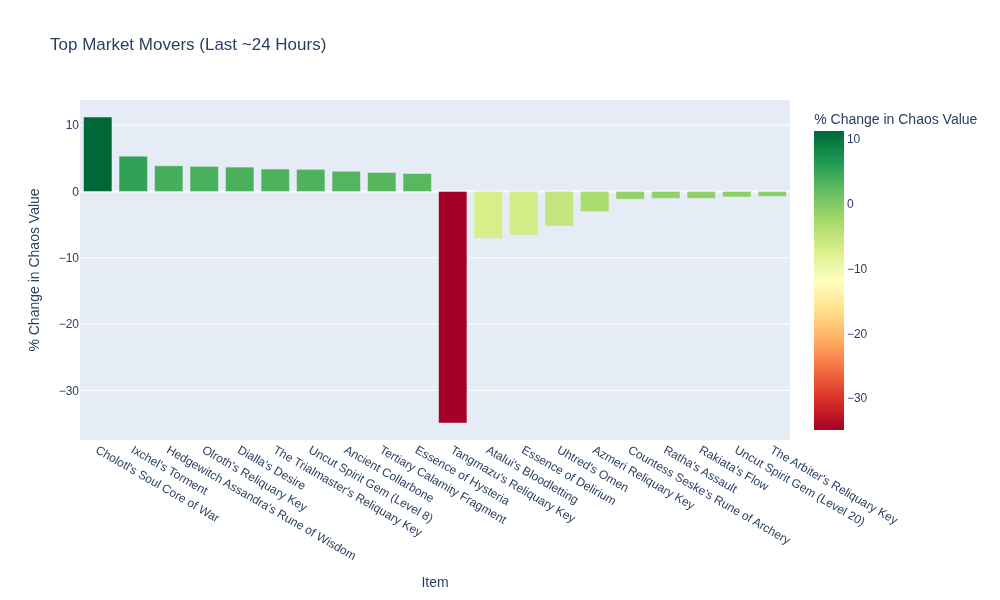 Top Market Movers (Last ~24 Hours)
% Change in Chaos Value
10
0
−10
−20
−30
% Change in Chaos Value
10
0
−10
−20
−30
Cholotl's Soul Core of War
Ixchel's Torment
Hedgewitch Assandra's Rune of Wisdom
Olroth's Reliquary Key
Dialla's Desire
The Trialmaster's Reliquary Key
Uncut Spirit Gem (Level 8)
Ancient Collarbone
Tertiary Calamity Fragment
Essence of Hysteria
Tangmazu's Reliquary Key
Atalui's Bloodletting
Essence of Delirium
Uhtred's Omen
Azmeri Reliquary Key
Countess Seske's Rune of Archery
Ratha's Assault
Rakiata's Flow
Uncut Spirit Gem (Level 20)
The Arbiter's Reliquary Key
Item